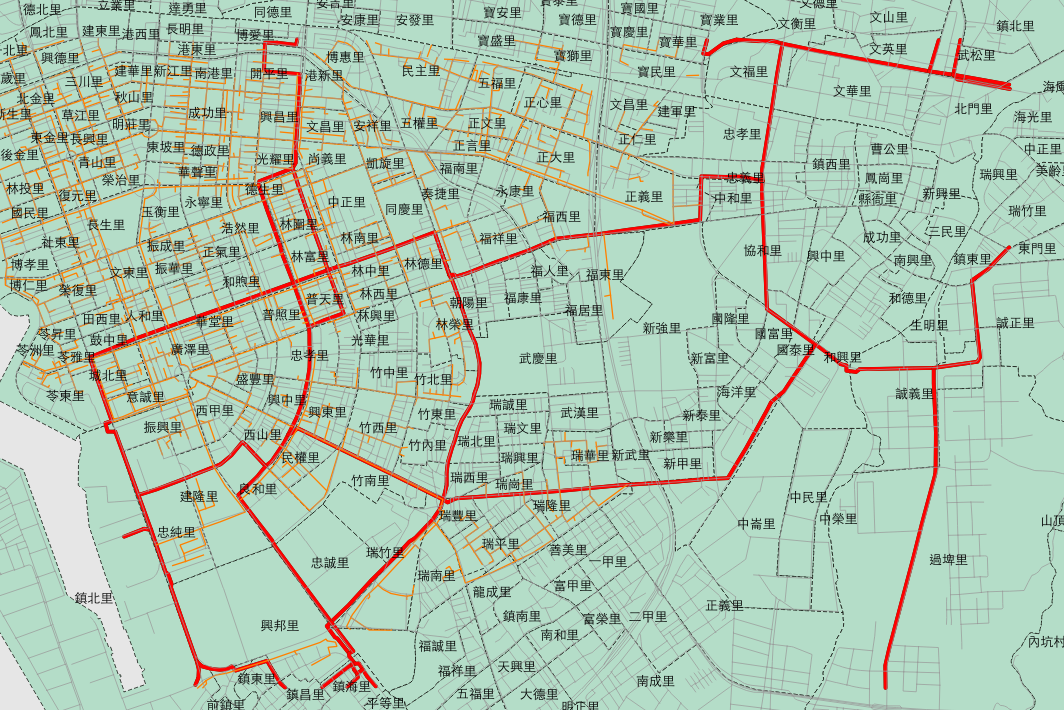 德北里
立業里
達勇里
同德里
安言里
安康里
安發里
寶安里
寶泰里
寶德里
寶國里
寶業里
文德里
文衡里
文山里
鎮北里
鳳北里
建東里
港西里
長明里
博愛里
寶盛里
寶慶里
寶華里
文英里
武松里
北里
興德里
港東里
博惠里
寶獅里
三川里
建華里
新江里
南港里
開平里
港新里
民主里
五福里
寶民里
文福里
文華里
歲里
北金里
秋山里
成功里
興昌里
正心里
文昌里
建軍里
北門里
海光里
新生里
草江里
明莊里
文昌里
安祥里
五權里
正文里
正仁里
忠孝里
東金里
長興里
東坡里
德政里
正言里
正大里
曹公里
中正里
後金里
青山里
華聲里
光耀里
尚義里
凱旋里
福南里
鎮西里
英齡里
林投里
榮治里
德生里
永康里
忠義里
鳳崗里
瑞興里
復元里
永寧里
中正里
奏捷里
正義里
中和里
縣衙里
新興里
國民里
玉衡里
同慶里
福西里
瑞竹里
長生里
浩然里
林圍里
三民里
社東里
振成里
正氣里
林南里
福祥里
協和里
興中里
成功里
東門里
博孝里
文東里
振華里
林富里
林中里
林德里
福人里
福東里
南興里
鎮東里
博仁里
榮復里
和煦里
普天里
林西里
朝陽里
福康里
福居里
和德里
田西里
人和里
華堂里
普照里
林興里
林榮里
新強里
國隆里
生明里
誠正里
苓昇里
鼓中里
廣澤里
光華里
國富里
苓洲里
苓雅里
忠孝里
武慶里
新富里
國泰里
和興里
城北里
盛豐里
竹中里
竹北里
苓東里
意誠里
興中里
海洋里
誠義里
西甲里
興東里
竹東里
瑞誠里
武漢里
新泰里
振興里
西山里
竹西里
瑞文里
新樂里
竹內里
瑞北里
民權里
瑞興里
瑞華里
新武里
新甲里
竹南里
瑞西里
瑞崗里
良和里
建隆里
瑞隆里
中民里
瑞豐里
中崙里
中榮里
忠純里
瑞平里
善美里
瑞竹里
忠誠里
一甲里
過埤里
瑞南里
富甲里
龍成里
鎮北里
正義里
鎮南里
富榮里
二甲里
興邦里
南和里
福誠里
天興里
福祥里
南成里
鎮東里
鎮昌里
鎮海里
五福里
大德里
平等里
前鎮里
明正里
內坑村